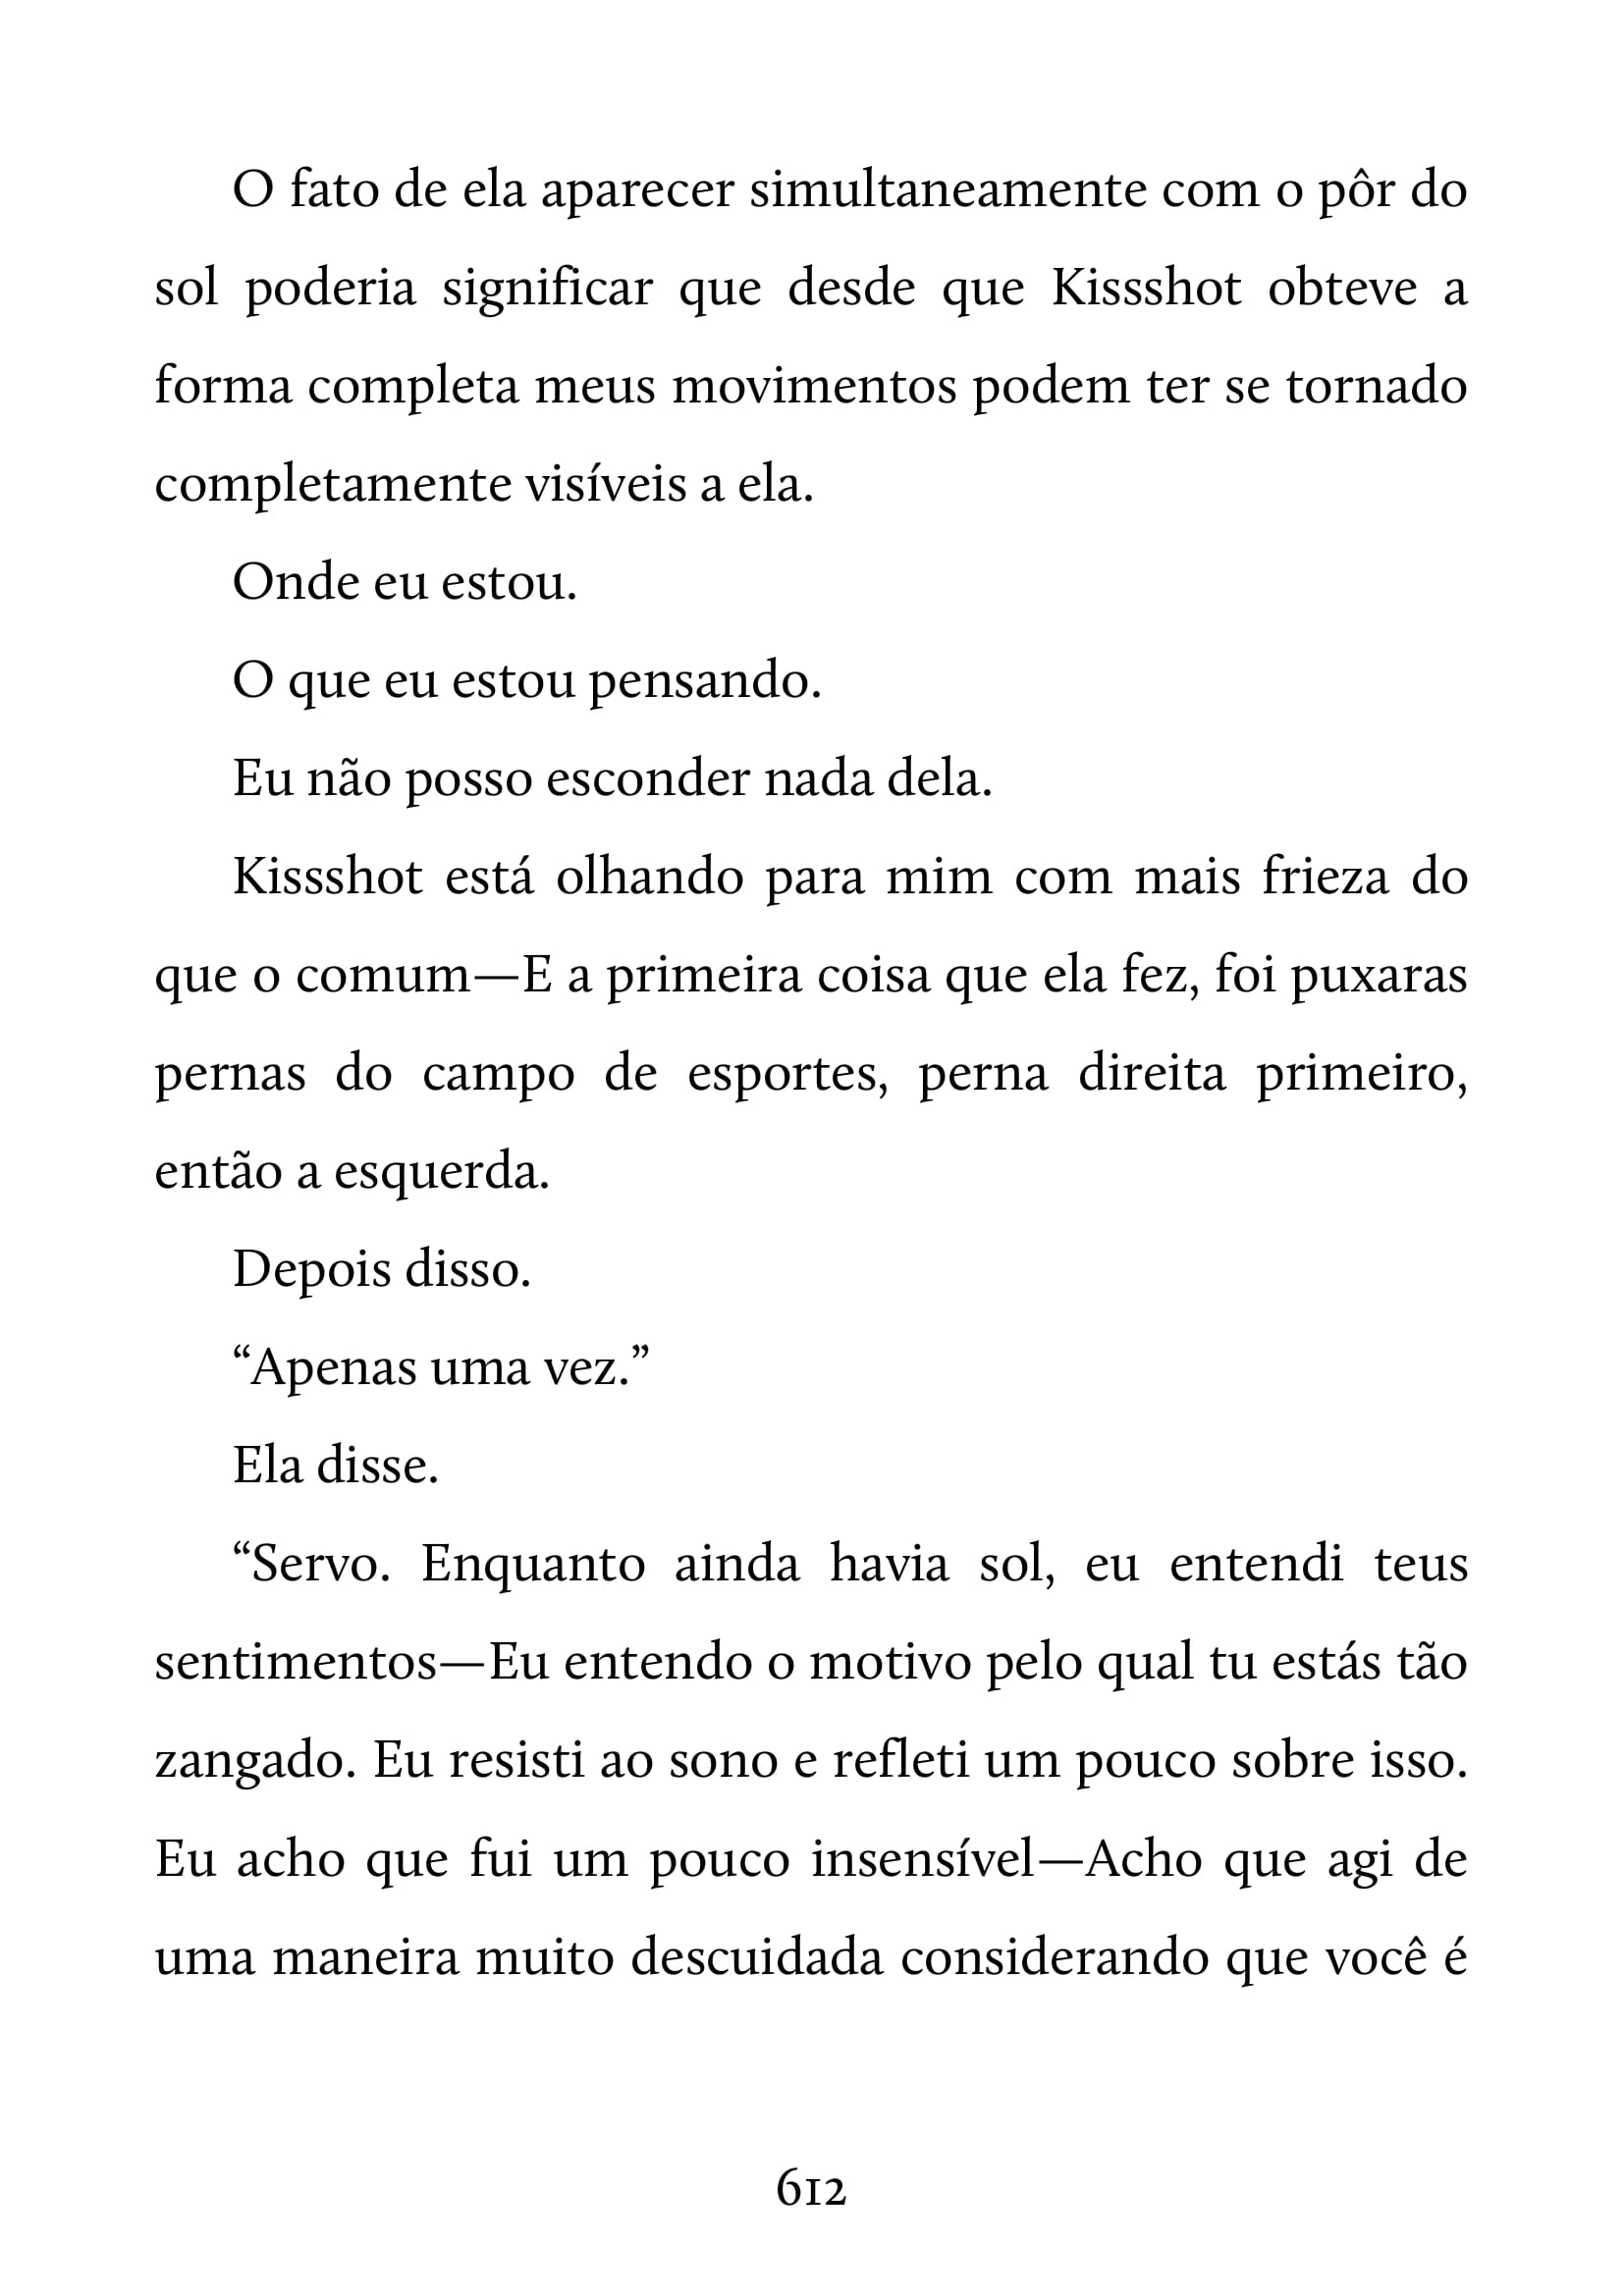 O fato de ela aparecer simultaneamente com o pôr do
sol poderia significar que desde que Kissshot obteve a
forma completa meus movimentos podem ter se tornado
completamente visíveis a ela.
Onde eu estou.
O que eu estou pensando.
Eu não posso esconder nada dela.
Kissshot está olhando para mim com mais frieza do
que o comum—E a primeira coisa que ela fez, foi puxaras
pernas do campo de esportes, perna direita primeiro,
então a esquerda.
Depois disso.
“Apenas uma vez.”
Ela disse.
“Servo. Enquanto ainda havia sol, eu entendi teus
sentimentos—Eu entendo o motivo pelo qual tu estás tão
zangado. Eu resisti ao sono e refleti um pouco sobre isso.
Eu acho que fui um pouco insensível—Acho que agi de
uma maneira muito descuidada considerando que você é
612